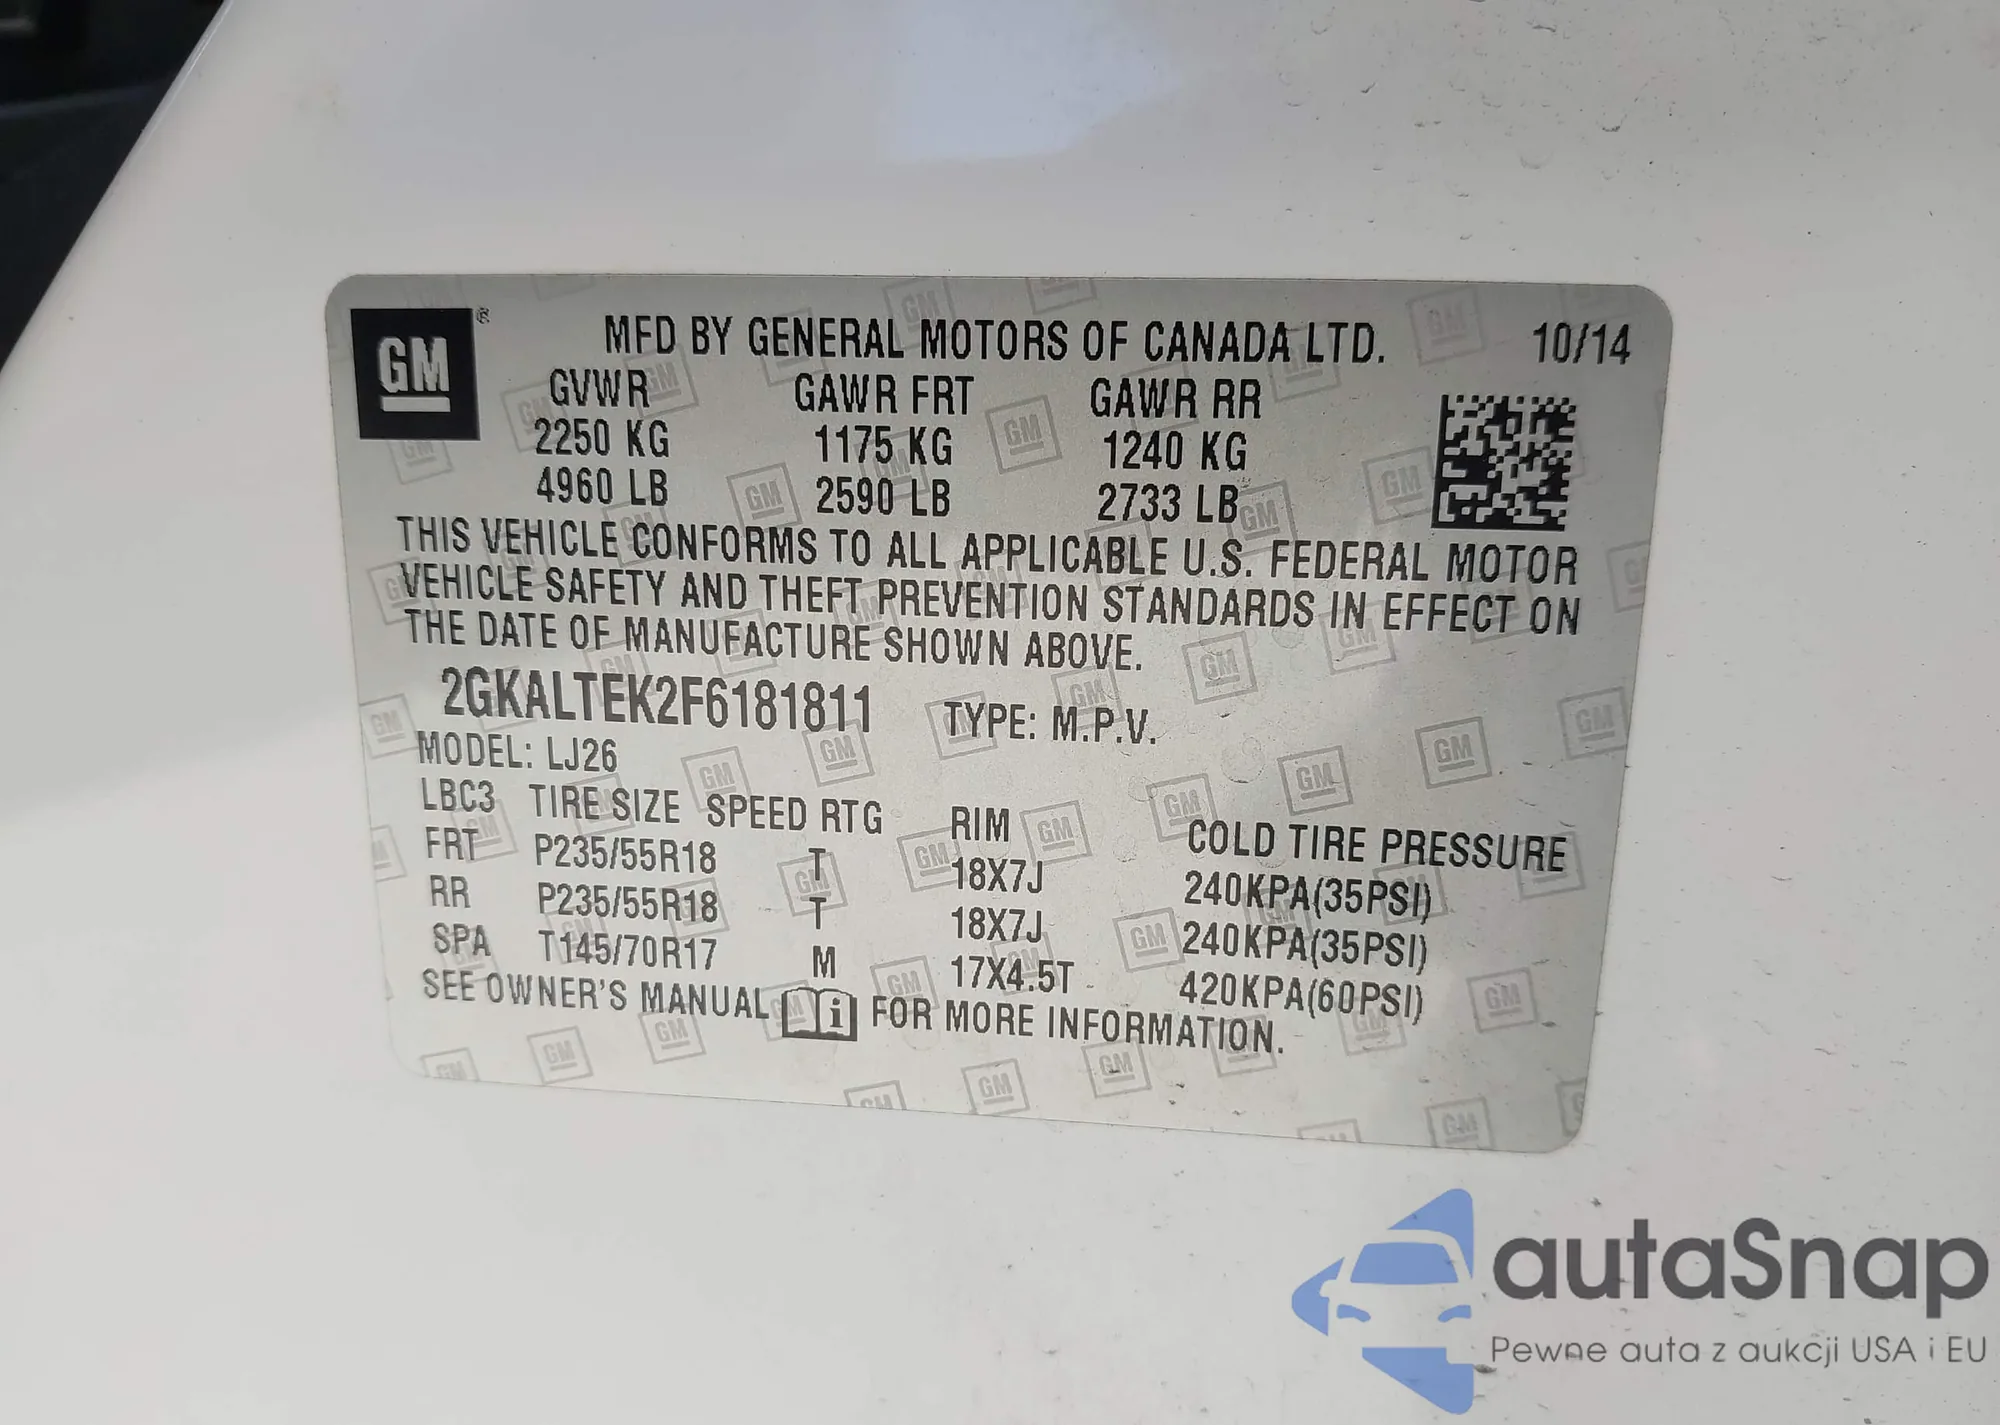 GM ®
MFD BY GENERAL MOTORS OF CANADA LTD. 10/14
GVWR GAWR FRT GAWR RR
2250 KG 1175 KG 1240 KG
4960 LB 2590 LB 2733 LB
THIS VEHICLE CONFORMS TO ALL APPLICABLE U.S. FEDERAL MOTOR
VEHICLE SAFETY AND THEFT PREVENTION STANDARDS IN EFFECT ON
THE DATE OF MANUFACTURE SHOWN ABOVE.
2GKALTEK2F6181811 TYPE: M.P.V.
MODEL: LJ26
LBC3 TIRE SIZE SPEED RTG RIM COLD TIRE PRESSURE
FRT P235/55R18 T 18X7J 240KPA(35PSI)
RR P235/55R18 T 18X7J 240KPA(35PSI)
SPA T145/70R17 M 17X4.5T 420KPA(60PSI)
SEE OWNER'S MANUAL i FOR MORE INFORMATION.
autaSnap
Pewne auta z aukcji USA i EU